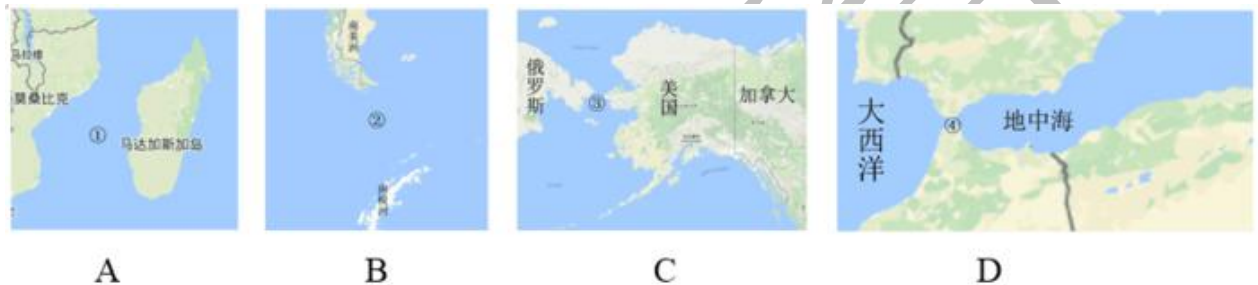 马拉维
莫桑比克
①
马达加斯加岛
南美洲
②
南极洲
俄罗斯
③
美国
加拿大
大西洋
④
地中海
A
B
C
D